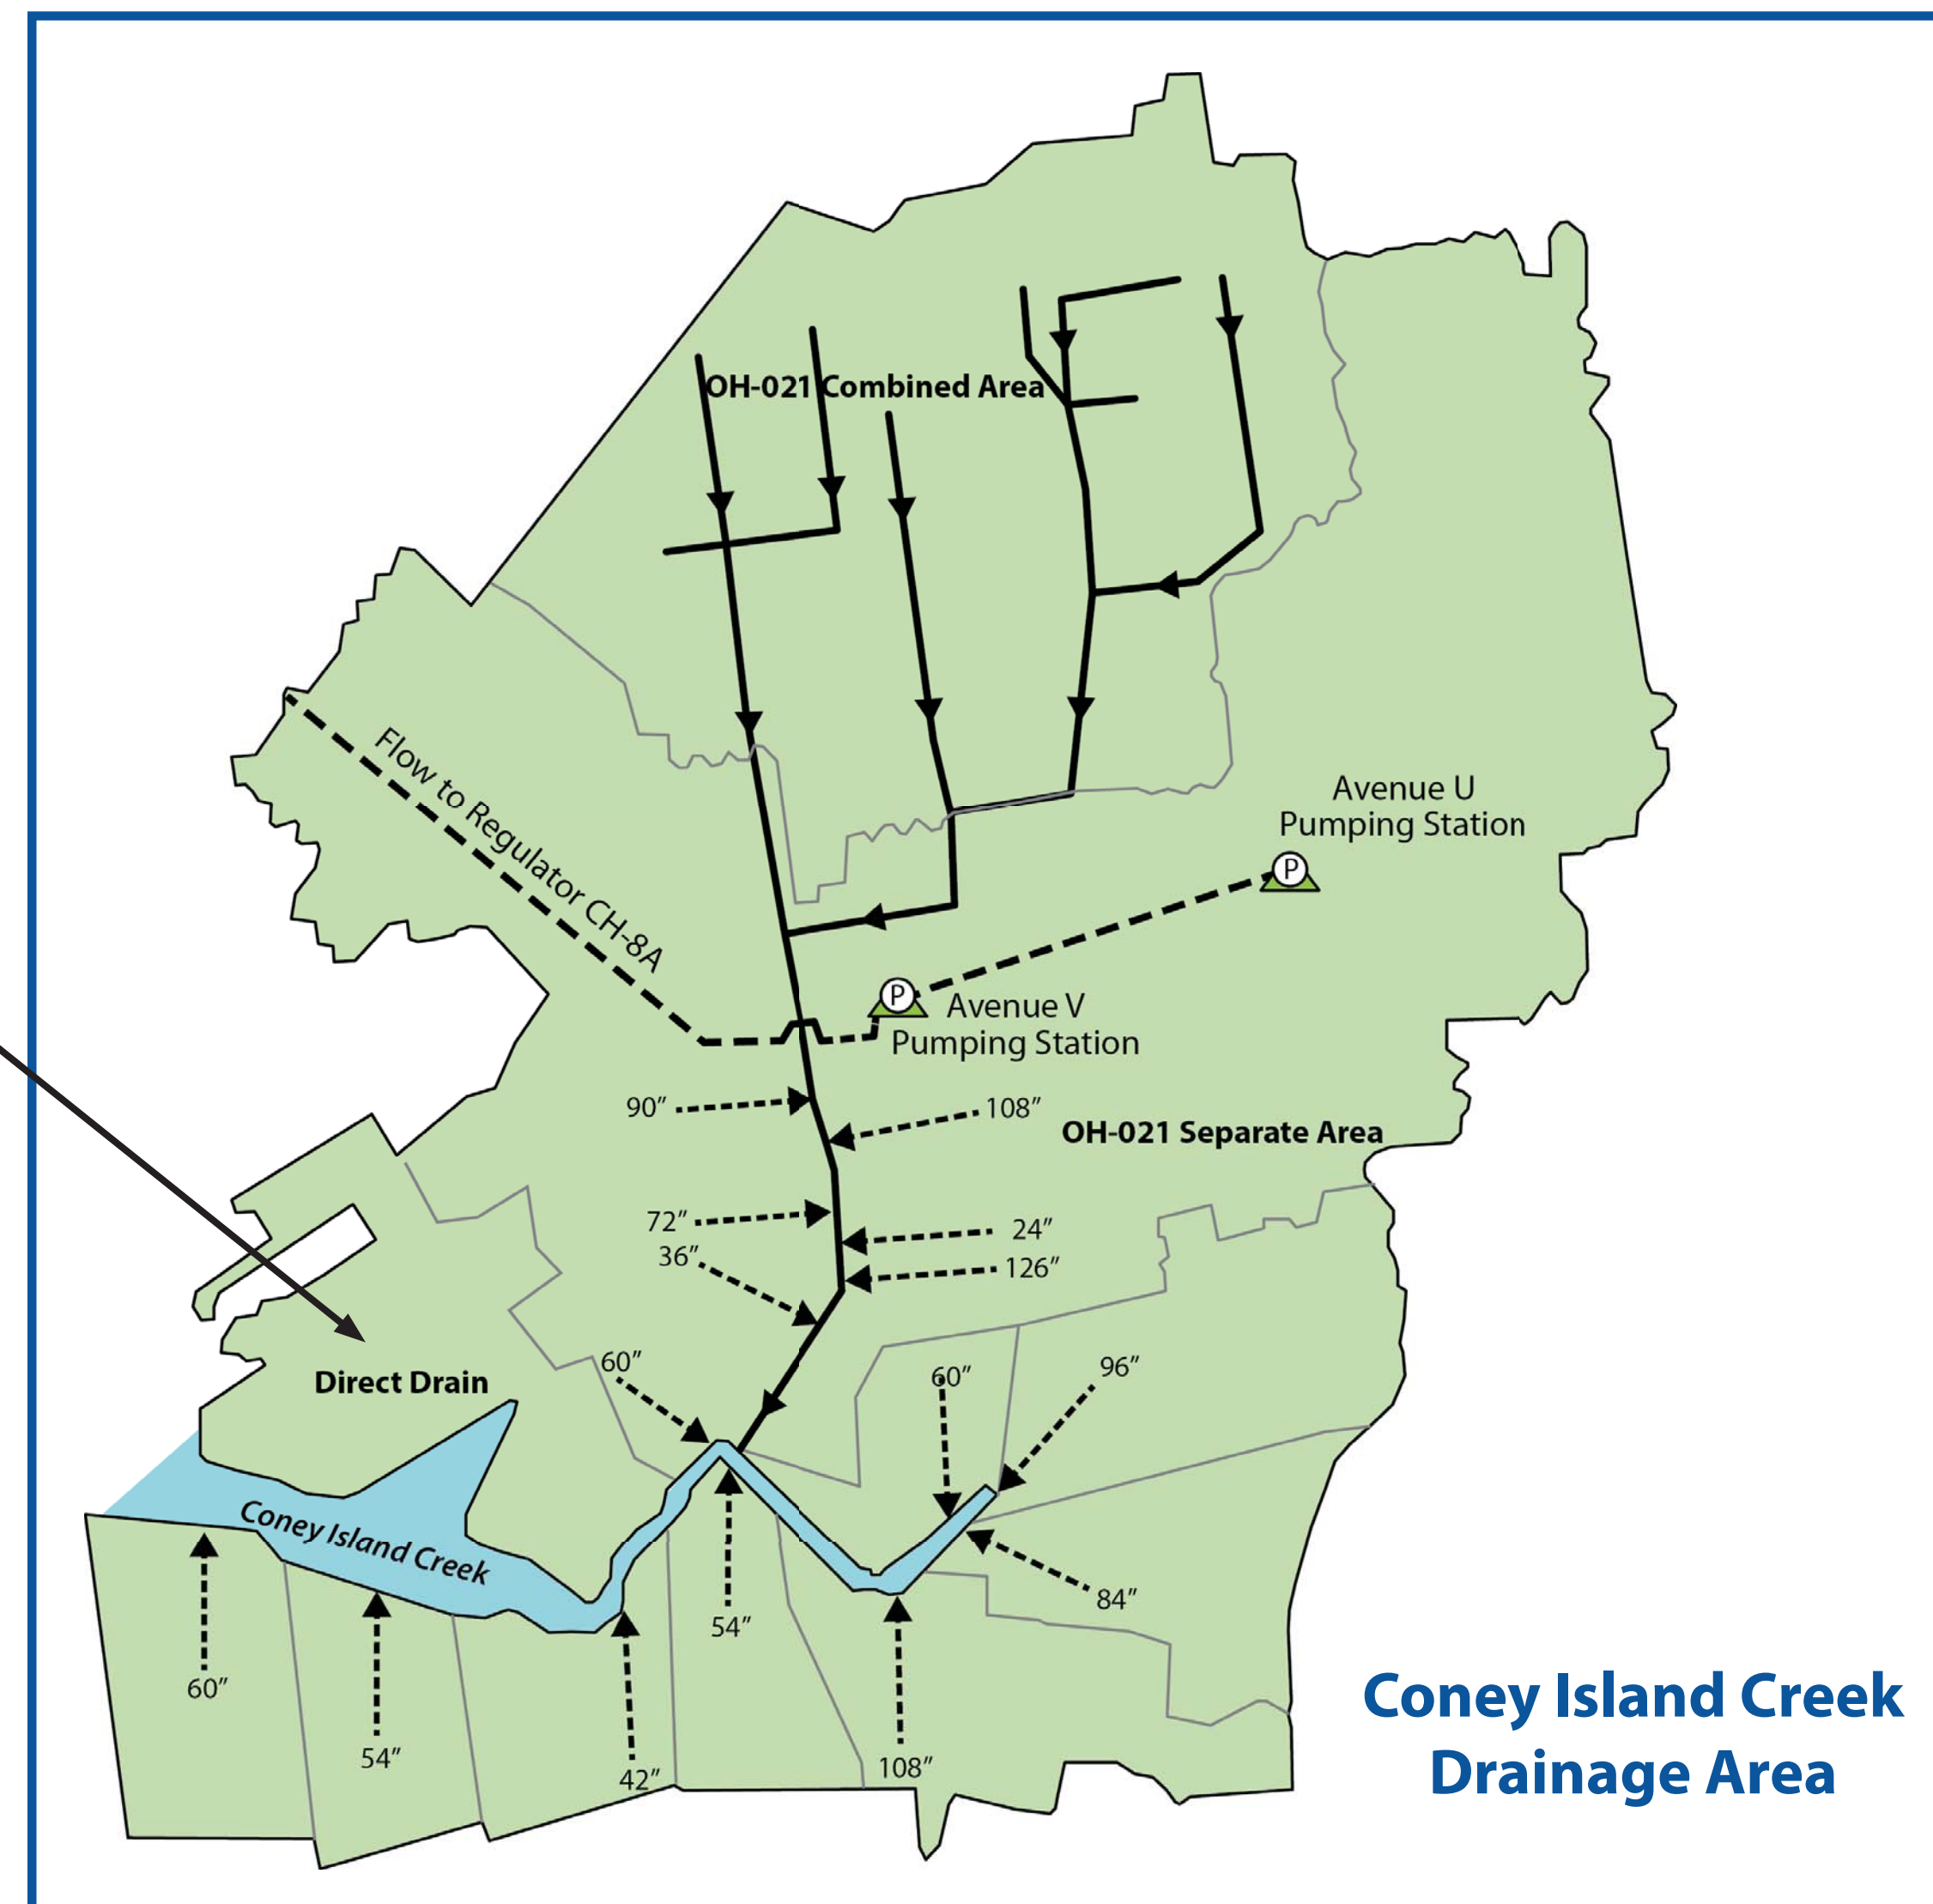 OH-021 Combined Area
Flow to Regulator CH-8A
Avenue U
Pumping Station
P
P
Avenue V
Pumping Station
90”
108”
OH-021 Separate Area
72”
24”
36”
126”
60”
60”
96”
Direct Drain
Coney Island Creek
84”
54”
60”
54”
42”
108”
Coney Island Creek
Drainage Area